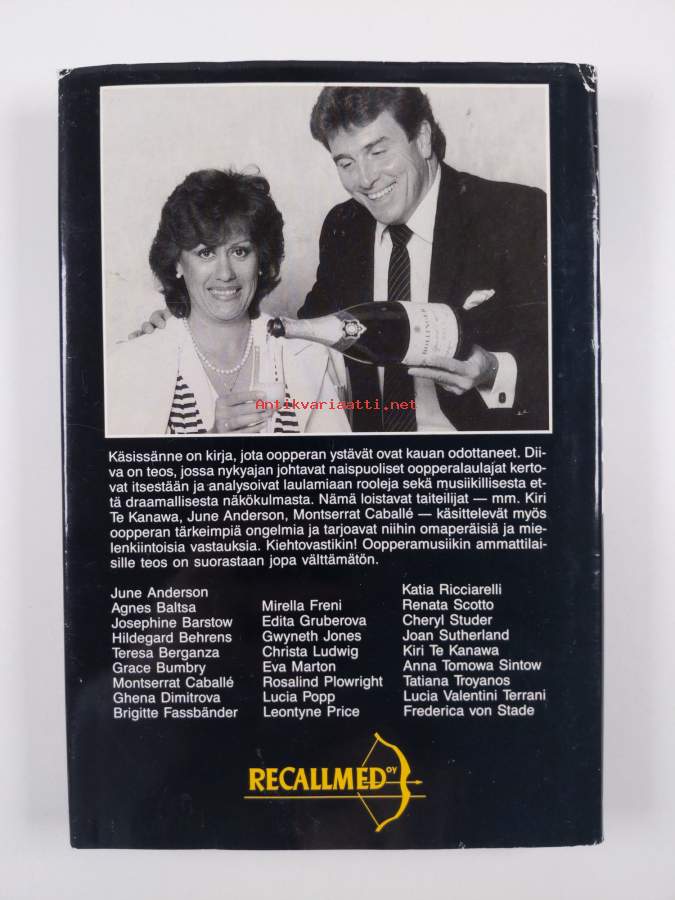 BOLLINGER
Antikvariaatti.net
Käsissänne on kirja, jota oopperan ystävät ovat kauan odottaneet. Dii-
va on teos, jossa nykyajan johtavat naispuoliset oopperalaulajat kerto-
vat itsestään ja analysoivat laulamiaan rooleja sekä musiikillisesta et-
tä draamallisesta näkökulmasta. Nämä loistavat taiteilijat — mm. Kiri
Te Kanawa, June Anderson, Montserrat Caballé — käsittelevät myös
oopperan tärkeimpiä ongelmia ja tarjoavat niihin omaperäisiä ja mie-
lenkiintoisia vastauksia. Kiehtovastikin! Oopperamusiikin ammattilai-
sille teos on suorastaan jopa välttämätön.
June Anderson
Agnes Baltsa
Josephine Barstow
Hildegard Behrens
Teresa Berganza
Grace Bumbry
Montserrat Caballé
Ghena Dimitrova
Brigitte Fassbänder
Mirella Freni
Edita Gruberova
Gwyneth Jones
Christa Ludwig
Eva Marton
Rosalind Plowright
Lucia Popp
Leontyne Price
Katia Ricciarelli
Renata Scotto
Cheryl Studer
Joan Sutherland
Kiri Te Kanawa
Anna Tomowa Sintow
Tatiana Troyanos
Lucia Valentini Terrani
Frederica von Stade
RECALLMED OY